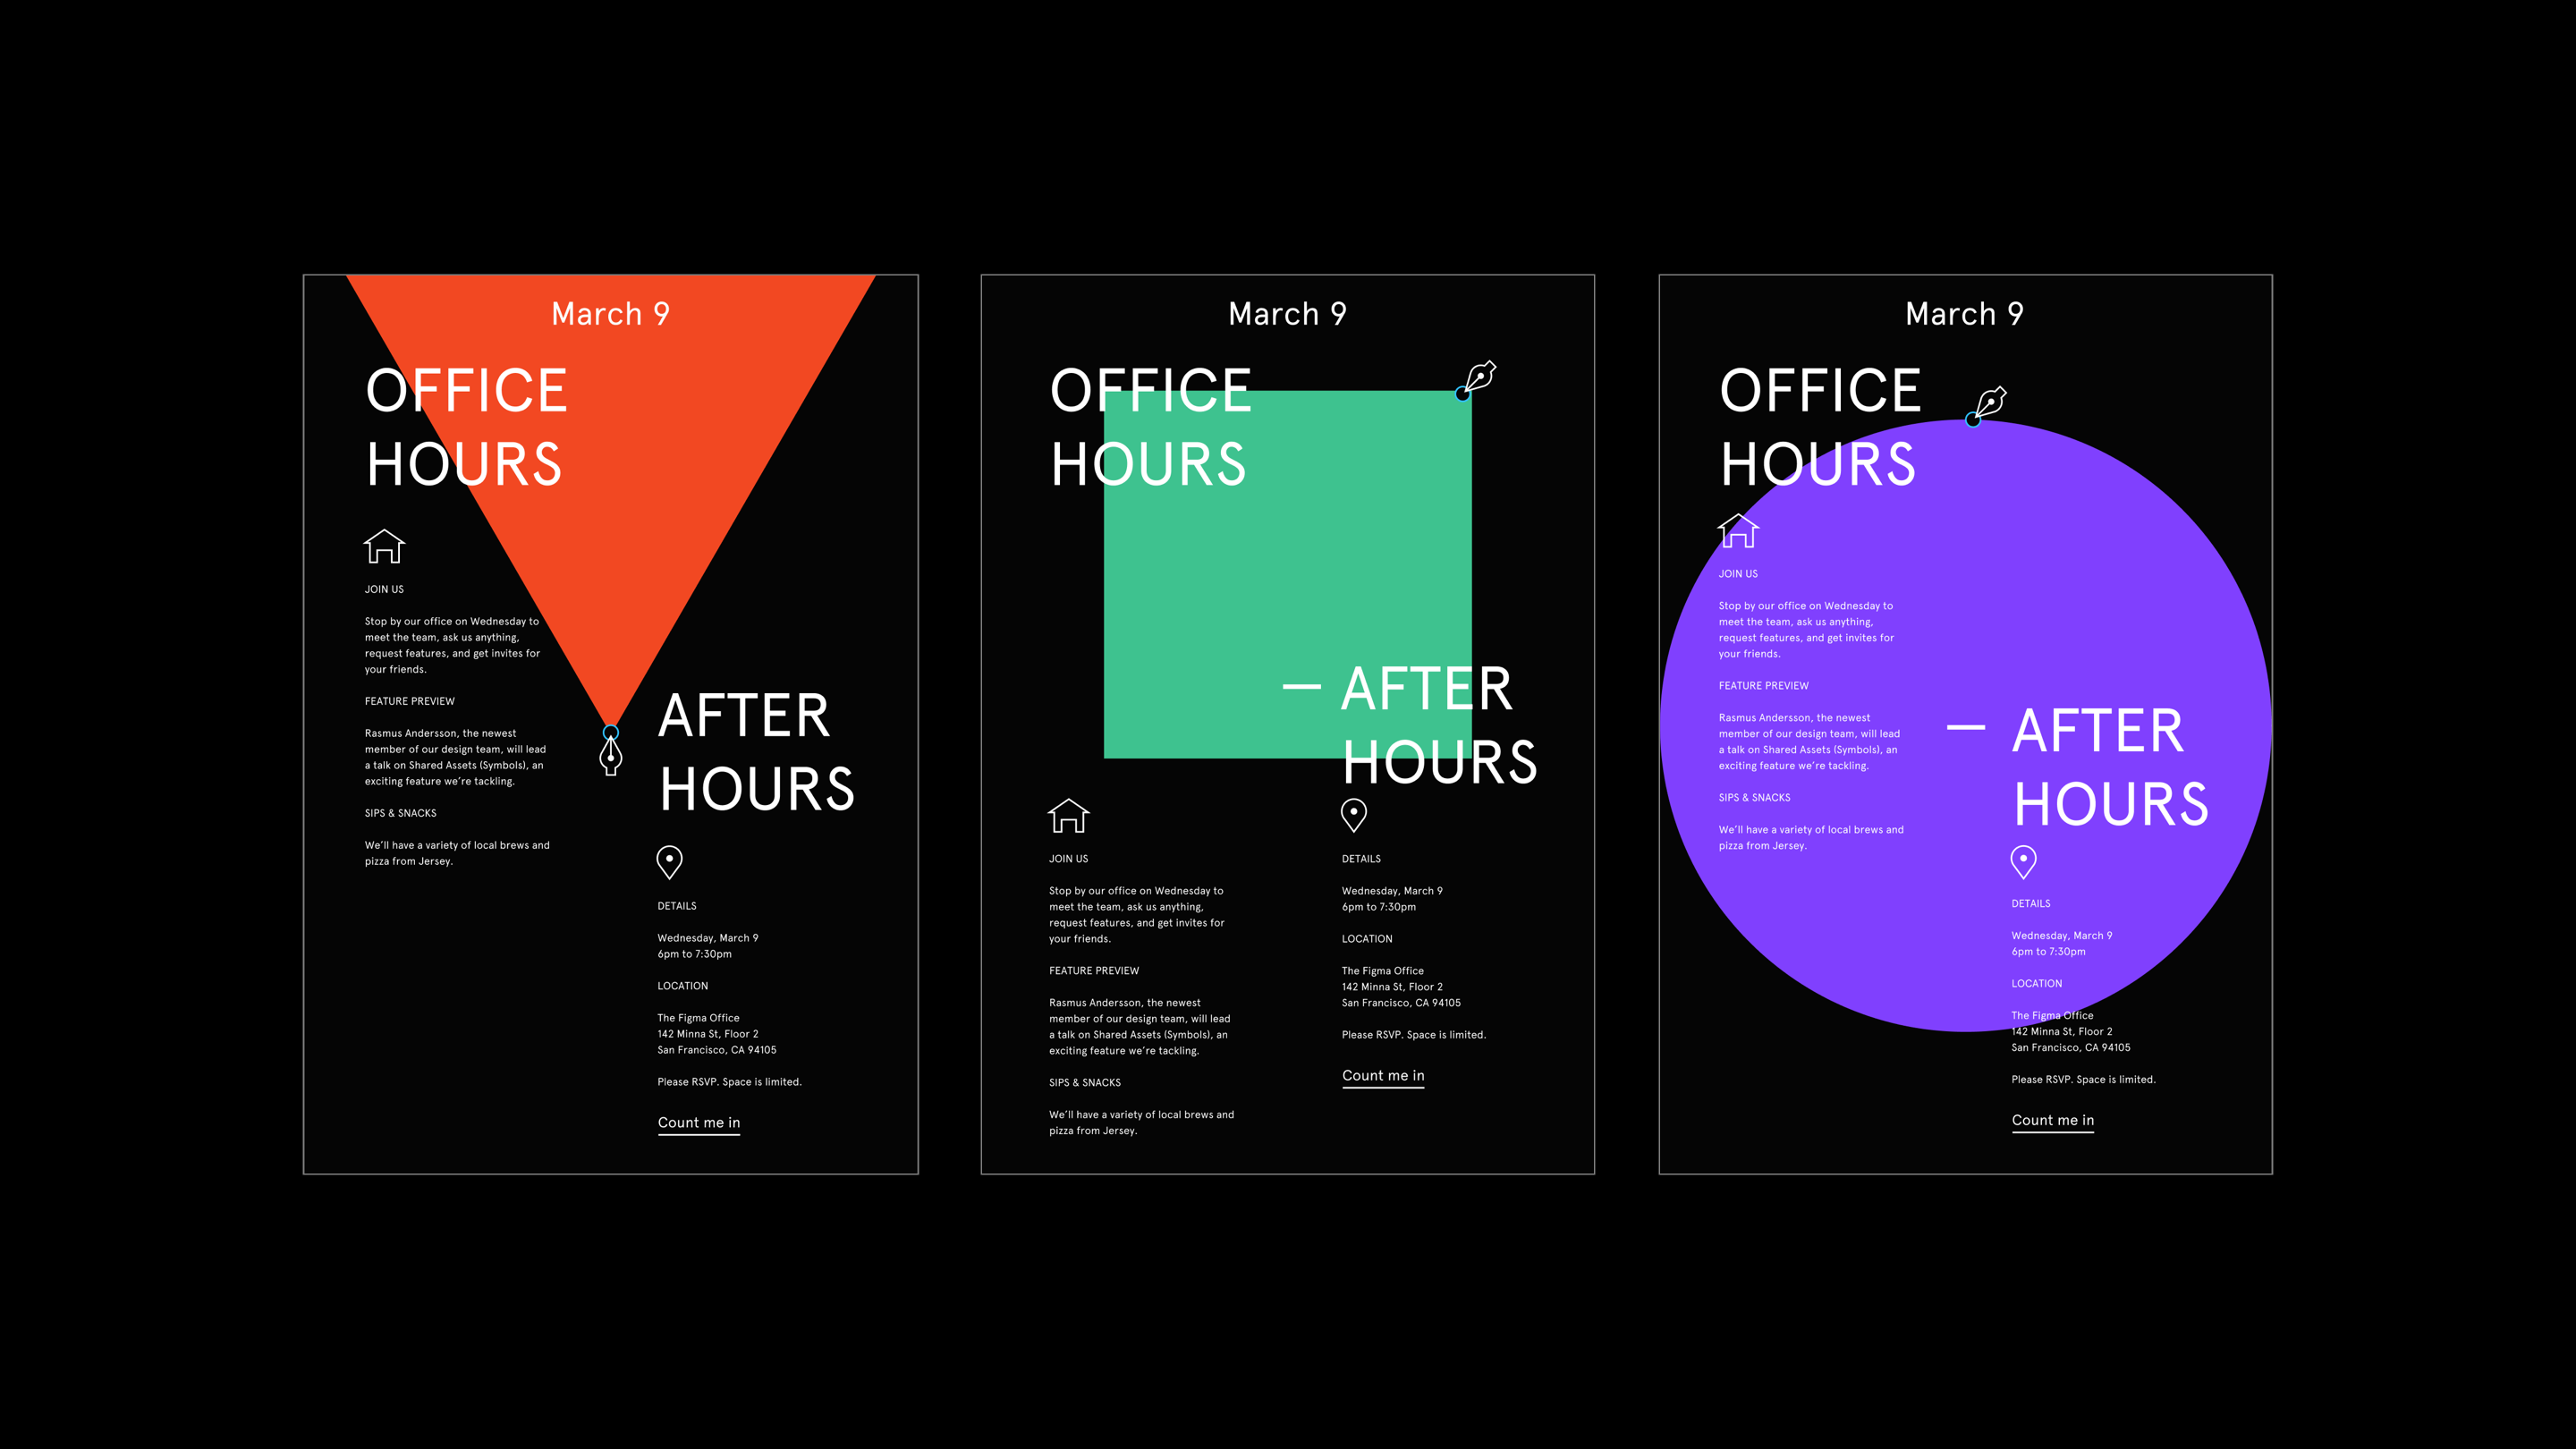 March 9
OFFICE
HOURS
JOIN US
Stop by our office on Wednesday to
meet the team, ask us anything,
request features, and get invites for
your friends.
FEATURE PREVIEW
Rasmus Andersson, the newest
member of our design team, will lead
a talk on Shared Assets (Symbols), an
exciting feature we’re tackling.
SIPS & SNACKS
We’ll have a variety of local brews and
pizza from Jersey.
AFTER
HOURS
DETAILS
Wednesday, March 9
6pm to 7:30pm
LOCATION
The Figma Office
142 Minna St, Floor 2
San Francisco, CA 94105
Please RSVP. Space is limited.
Count me in
March 9
OFFICE
HOURS
— AFTER
HOURS
JOIN US
Stop by our office on Wednesday to
meet the team, ask us anything,
request features, and get invites for
your friends.
FEATURE PREVIEW
Rasmus Andersson, the newest
member of our design team, will lead
a talk on Shared Assets (Symbols), an
exciting feature we’re tackling.
SIPS & SNACKS
We’ll have a variety of local brews and
pizza from Jersey.
DETAILS
Wednesday, March 9
6pm to 7:30pm
LOCATION
The Figma Office
142 Minna St, Floor 2
San Francisco, CA 94105
Please RSVP. Space is limited.
Count me in
March 9
OFFICE
HOURS
JOIN US
Stop by our office on Wednesday to
meet the team, ask us anything,
request features, and get invites for
your friends.
FEATURE PREVIEW
Rasmus Andersson, the newest
member of our design team, will lead
a talk on Shared Assets (Symbols), an
exciting feature we’re tackling.
SIPS & SNACKS
We’ll have a variety of local brews and
pizza from Jersey.
— AFTER
HOURS
DETAILS
Wednesday, March 9
6pm to 7:30pm
LOCATION
The Figma Office
142 Minna St, Floor 2
San Francisco, CA 94105
Please RSVP. Space is limited.
Count me in